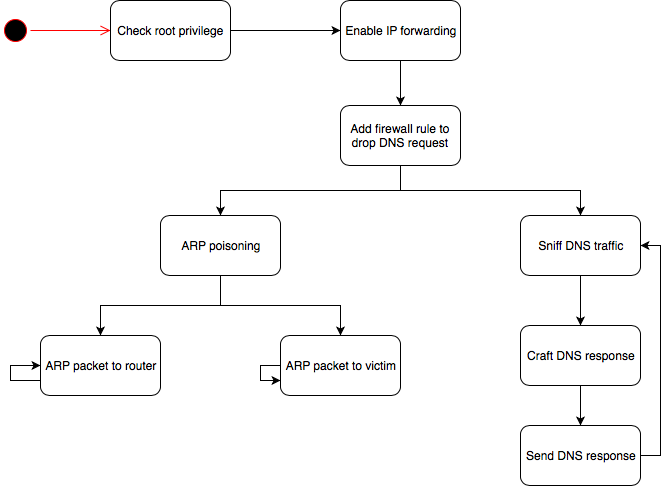 Check root privilege
Enable IP forwarding
Add firewall rule to
drop DNS request
ARP poisoning
Sniff DNS traffic
ARP packet to router
ARP packet to victim
Craft DNS response
Send DNS response